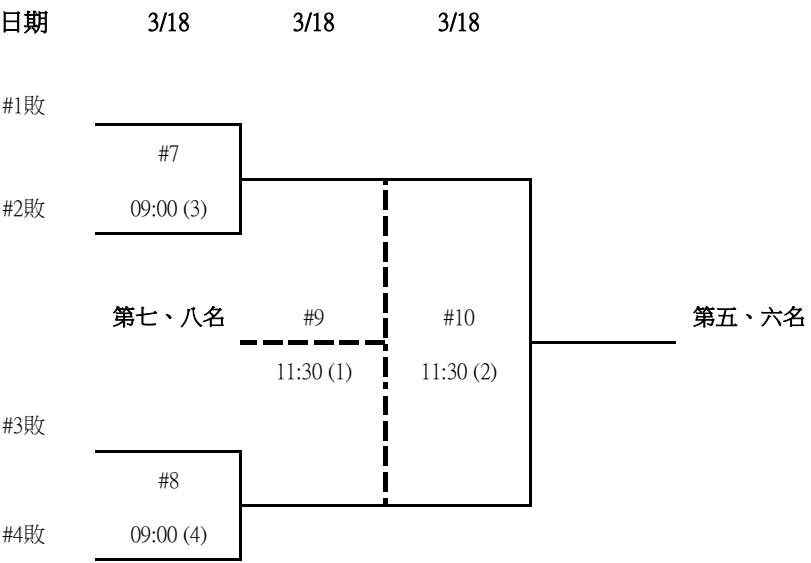 日期 3/18 3/18 3/18
#1敗
#7
#2敗 09:00 (3)
第七、八名 #9 #10 第五、六名
11:30 (1) 11:30 (2)
#3敗
#8
#4敗 09:00 (4)